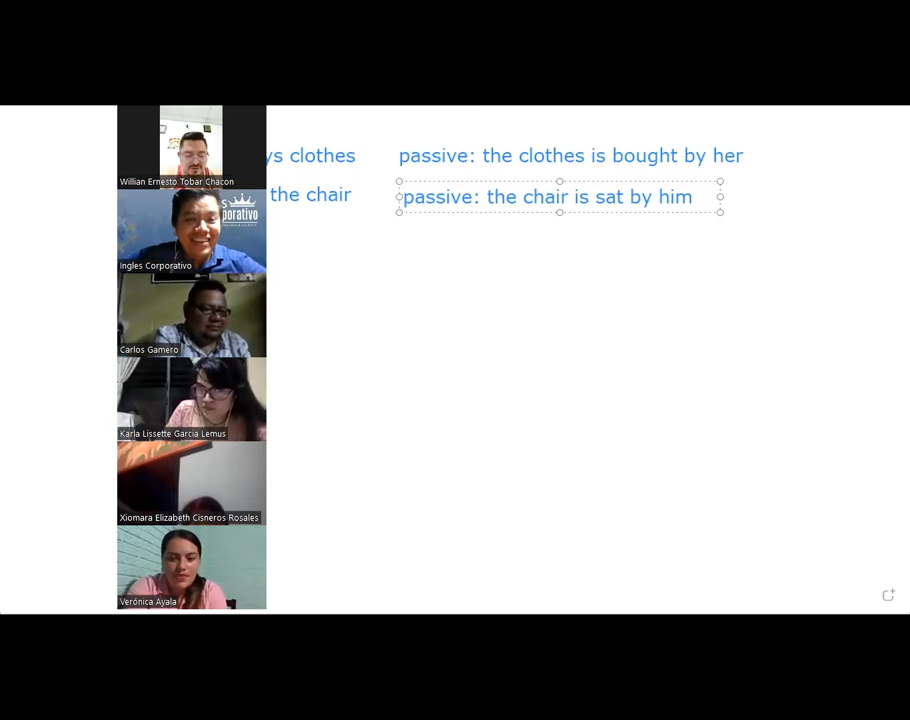 ys clothes
passive: the clothes is bought by her
the chair
passive: the chair is sat by him
Willian Ernesto Tobar Chacon
S
porativo
Ingles Corporativo
Carlos Gamero
Karla Lissette Garcia Lemus
Xiomara Elizabeth Cisneros Rosales
Verónica Ayala